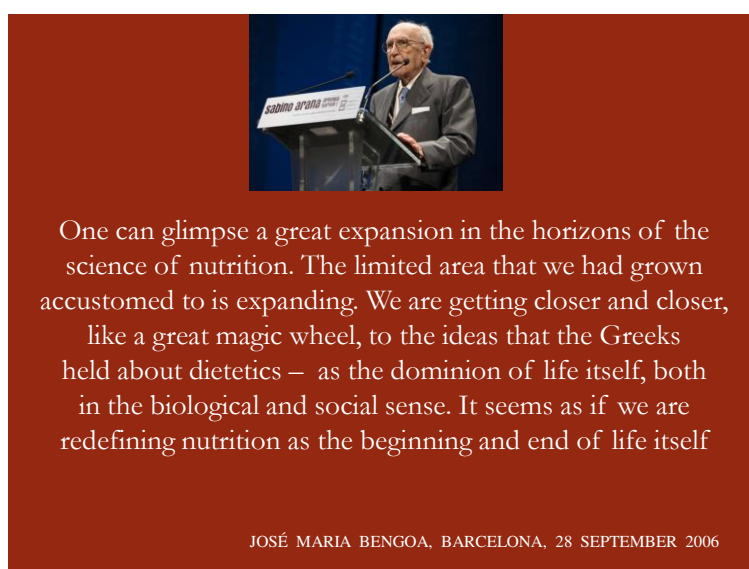 sabino arana
One can glimpse a great expansion in the horizons of the
science of nutrition. The limited area that we had grown
accustomed to is expanding. We are getting closer and closer,
like a great magic wheel, to the ideas that the Greeks
held about dietetics – as the dominion of life itself, both
in the biological and social sense. It seems as if we are
redefining nutrition as the beginning and end of life itself
JOSÉ MARIA BENGOA, BARCELONA, 28 SEPTEMBER 2006